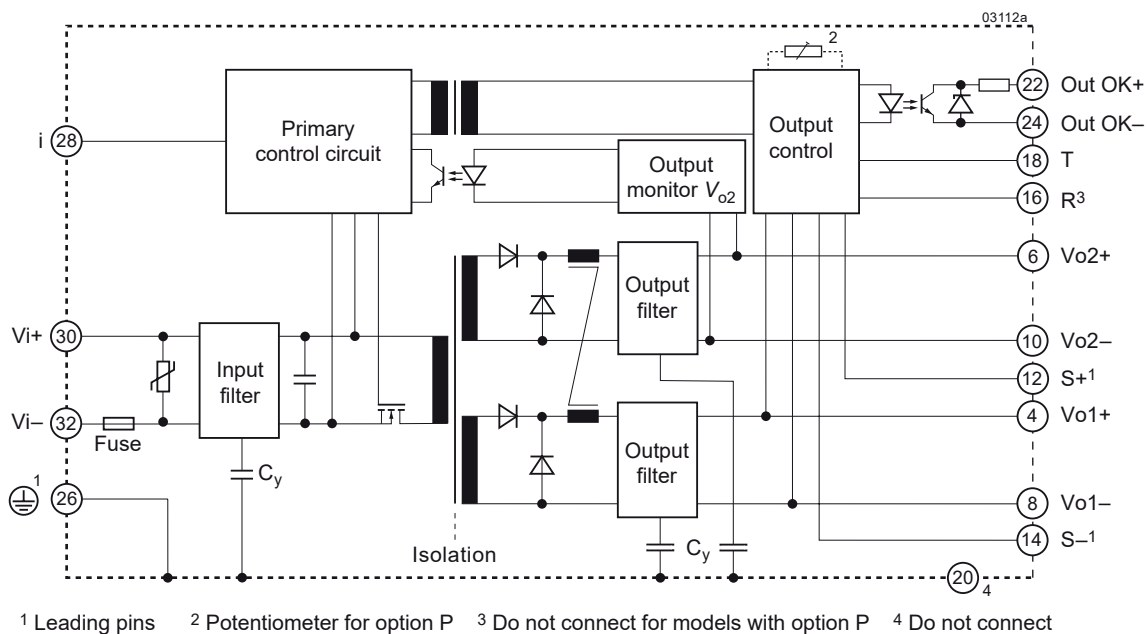 03112a
2
22 Out OK+
Primary
control circuit
Output
control
24 Out OK–
i 28
Output
monitor Vo2
18 T
16 R3
6 Vo2+
Output
filter
Vi+ 30
10 Vo2–
Input
filter
12 S+1
4 Vo1+
Vi– 32
Fuse
Output
filter
Cy
1 26
8 Vo1–
14 S–1
Isolation
Cy
20 4
1 Leading pins 2 Potentiometer for option P 3 Do not connect for models with option P 4 Do not connect